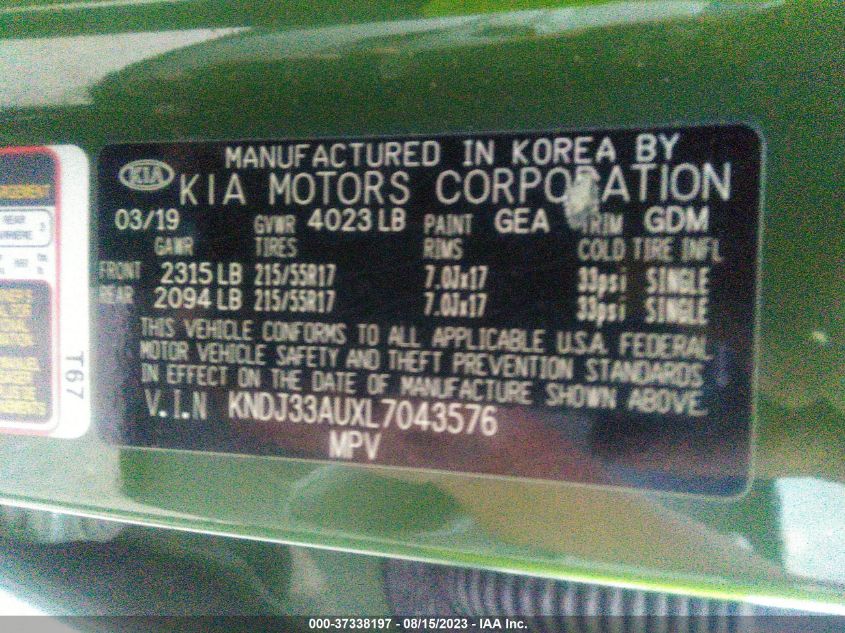 MANUFACTURED IN KOREA BY
KIA KIA MOTORS CORPORATION
03/19 GVWR 4023 LB PAINT GEA TRIM GDM
GAWR TIRES RIMS COLD TIRE INFL
FRONT 2315 LB 215/55R17 7.0Jx17 33psi SINGLE
REAR 2094 LB 215/55R17 7.0Jx17 33psi SINGLE
THIS VEHICLE CONFORMS TO ALL APPLICABLE U.S.A. FEDERAL
MOTOR VEHICLE SAFETY AND THEFT PREVENTION STANDARDS
IN EFFECT ON THE DATE OF MANUFACTURE SHOWN ABOVE.
V.I.N KNDJ33AUXL7043576
MPV
REAR
T67
000-37338197 - 08/15/2023 - IAA Inc.